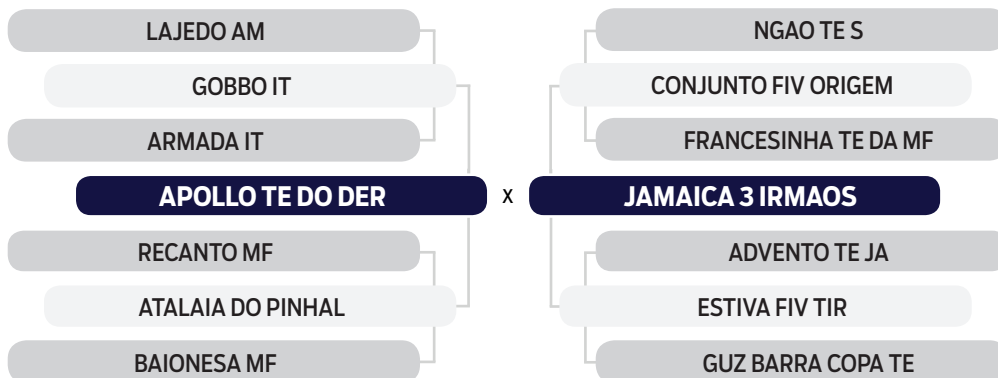 LAJEDO AM
GOBBO IT
ARMADA IT
APOLLO TE DO DER
RECANTO MF
ATALAIA DO PINHAL
BAIONESA MF
x
NGAO TE S
CONJUNTO FIV ORIGEM
FRANCESINHA TE DA MF
JAMAICA 3 IRMAOS
ADVENTO TE JA
ESTIVA FIV TIR
GUZ BARRA COPA TE